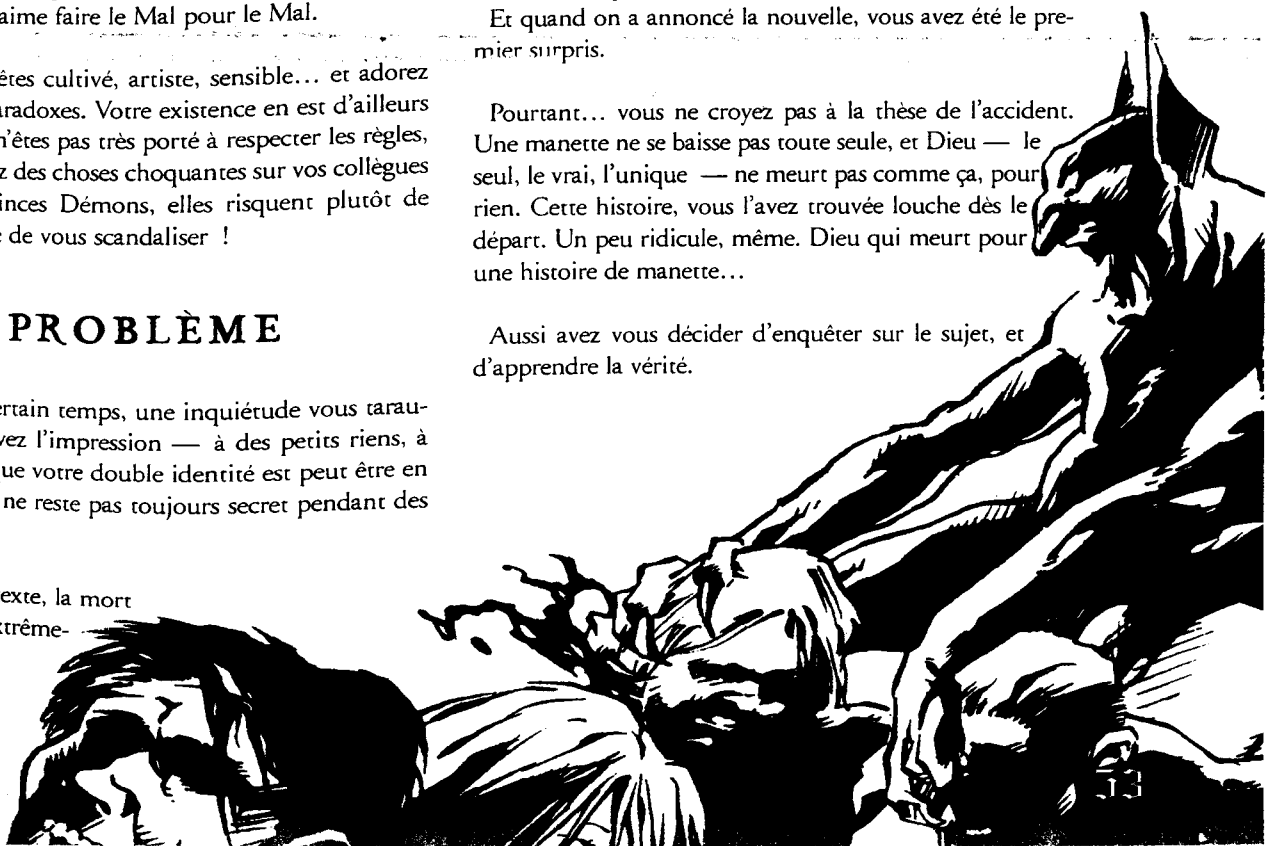 aime faire le Mal pour le Mal.
êtes cultivé, artiste, sensible... et adorez
radoxes. Votre existence en est d'ailleurs
n'êtes pas très porté à respecter les règles,
z des choses choquantes sur vos collègues
inces Démons, elles risquent plutôt de
de vous scandaliser !
PROBLÈME
ertain temps, une inquiétude vous tarau-
vez l'impression — à des petits riens, à
ue votre double identité est peut être en
ne reste pas toujours secret pendant des
exte, la mort
xtrême-
Et quand on a annoncé la nouvelle, vous avez été le pre-
mier surpris.
Pourtant... vous ne croyez pas à la thèse de l'accident.
Une manette ne se baisse pas toute seule, et Dieu — le
seul, le vrai, l'unique — ne meurt pas comme ça, pour
rien. Cette histoire, vous l'avez trouvée louche dès le
départ. Un peu ridicule, même. Dieu qui meurt pour
une histoire de manette...
Aussi avez vous décider d'enquêter sur le sujet, et
d'apprendre la vérité.